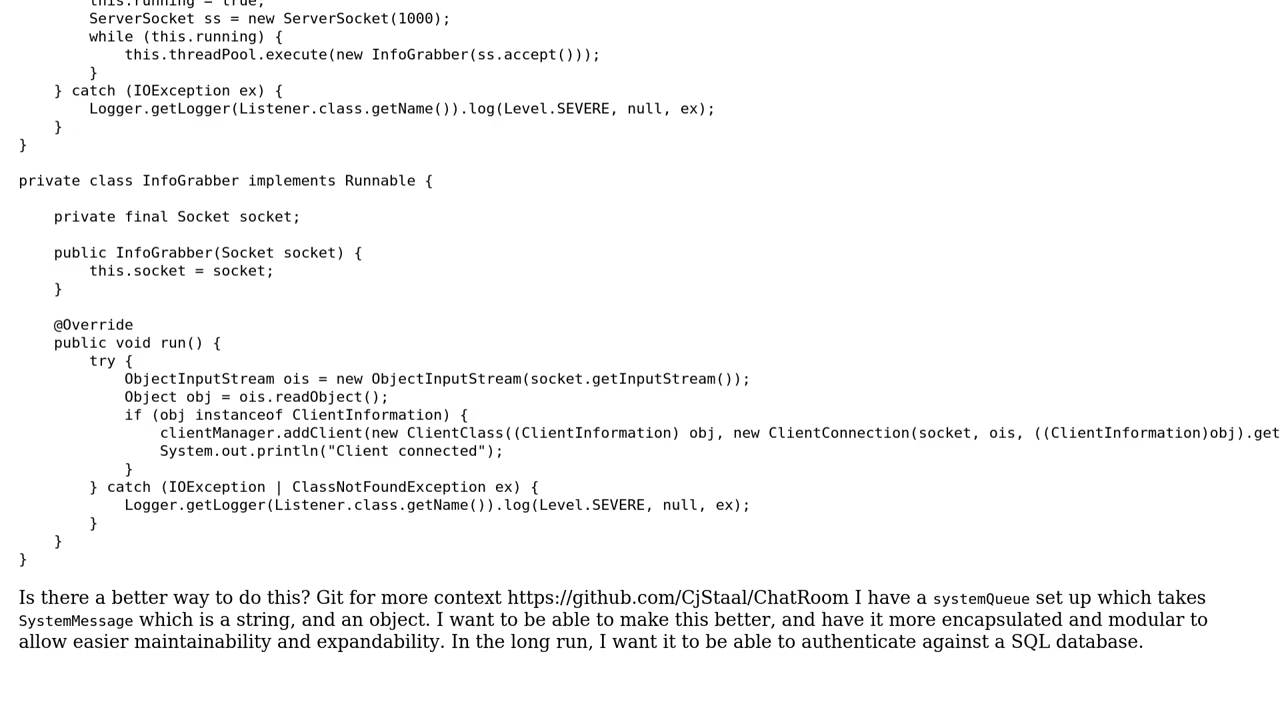 this.running = true;
ServerSocket ss = new ServerSocket(1000);
while (this.running) {
this.threadPool.execute(new InfoGrabber(ss.accept()));
}
} catch (IOException ex) {
Logger.getLogger(Listener.class.getName()).log(Level.SEVERE, null, ex);
}
}
private class InfoGrabber implements Runnable {
private final Socket socket;
public InfoGrabber(Socket socket) {
this.socket = socket;
}
@Override
public void run() {
try {
ObjectInputStream ois = new ObjectInputStream(socket.getInputStream());
Object obj = ois.readObject();
if (obj instanceof ClientInformation) {
clientManager.addClient(new ClientClass((ClientInformation) obj, new ClientConnection(socket, ois, ((ClientInformation)obj).get
System.out.println("Client connected");
}
} catch (IOException | ClassNotFoundException ex) {
Logger.getLogger(Listener.class.getName()).log(Level.SEVERE, null, ex);
}
}
}
Is there a better way to do this? Git for more context https://github.com/CjStaal/ChatRoom I have a systemQueue set up which takes
SystemMessage which is a string, and an object. I want to be able to make this better, and have it more encapsulated and modular to
allow easier maintainability and expandability. In the long run, I want it to be able to authenticate against a SQL database.